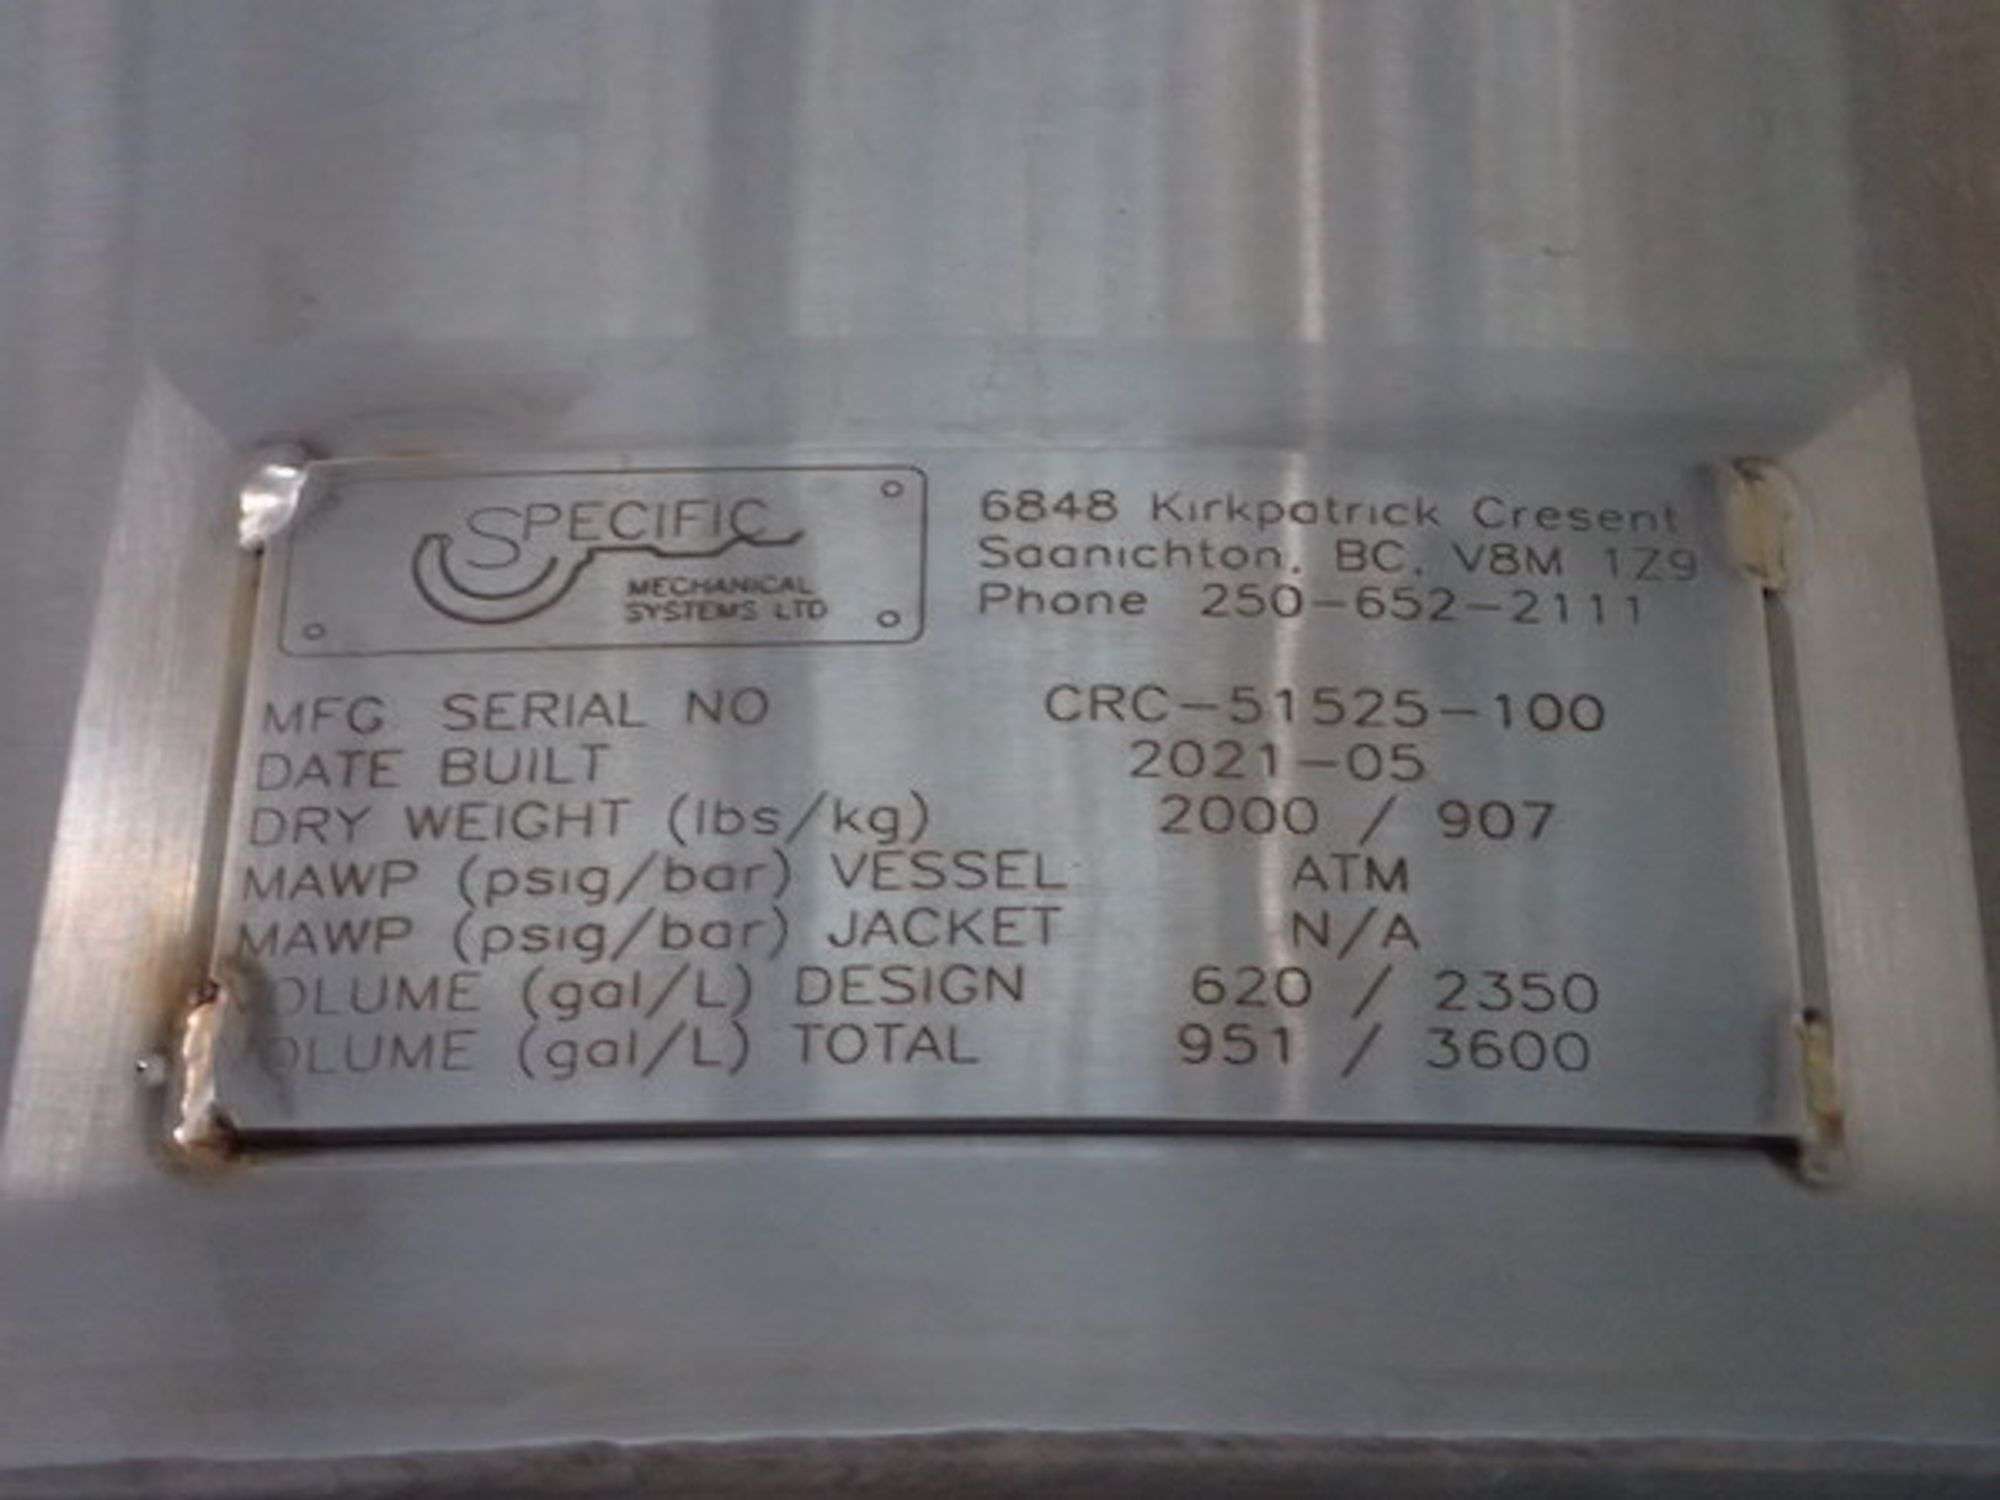 SPECIFIC
MECHANICAL
SYSTEMS LTD
6848 Kirkpatrick Cresent
Saanichton, BC, V8M 1Z9
Phone 250-652-2111
MFG. SERIAL NO CRC-51525-100
DATE BUILT 2021-05
DRY WEIGHT (lbs/kg) 2000 / 907
MAWP (psig/bar) VESSEL ATM
MAWP (psig/bar) JACKET N/A
VOLUME (gal/L) DESIGN 620 / 2350
VOLUME (gal/L) TOTAL 951 / 3600